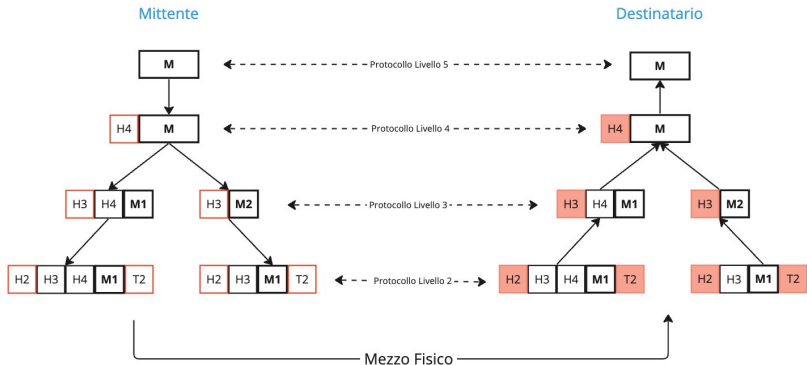 Mittente Destinatario
M Protocollo Livello 5 M
H4 M Protocollo Livello 4 H4 M
H3 H4 M1 H3 M2 Protocollo Livello 3 H3 H4 M1 H3 M2
H2 H3 H4 M1 T2 H2 H3 M1 T2 Protocollo Livello 2 H2 H3 H4 M1 T2 H2 H3 M1 T2
Mezzo Fisico